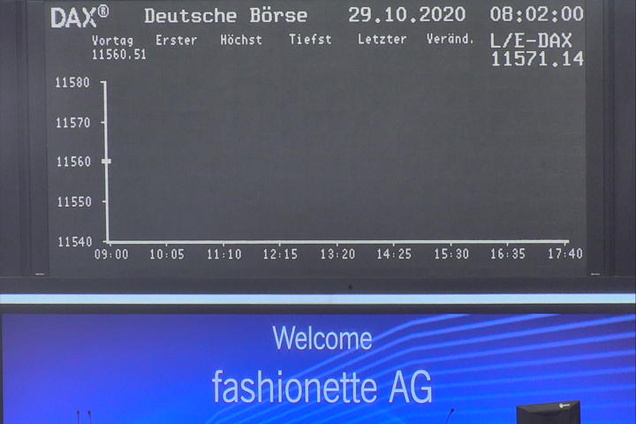 DAX® Deutsche Börse 29.10.2020 08:02:00
Vortag Erster Höchst Tiefst Letzter Veränd. L/E-DAX
11560.51 11571.14
11580
11570
11560
11550
11540
09:00 10:05 11:10 12:15 13:20 14:25 15:30 16:35 17:40
Welcome
fashionette AG